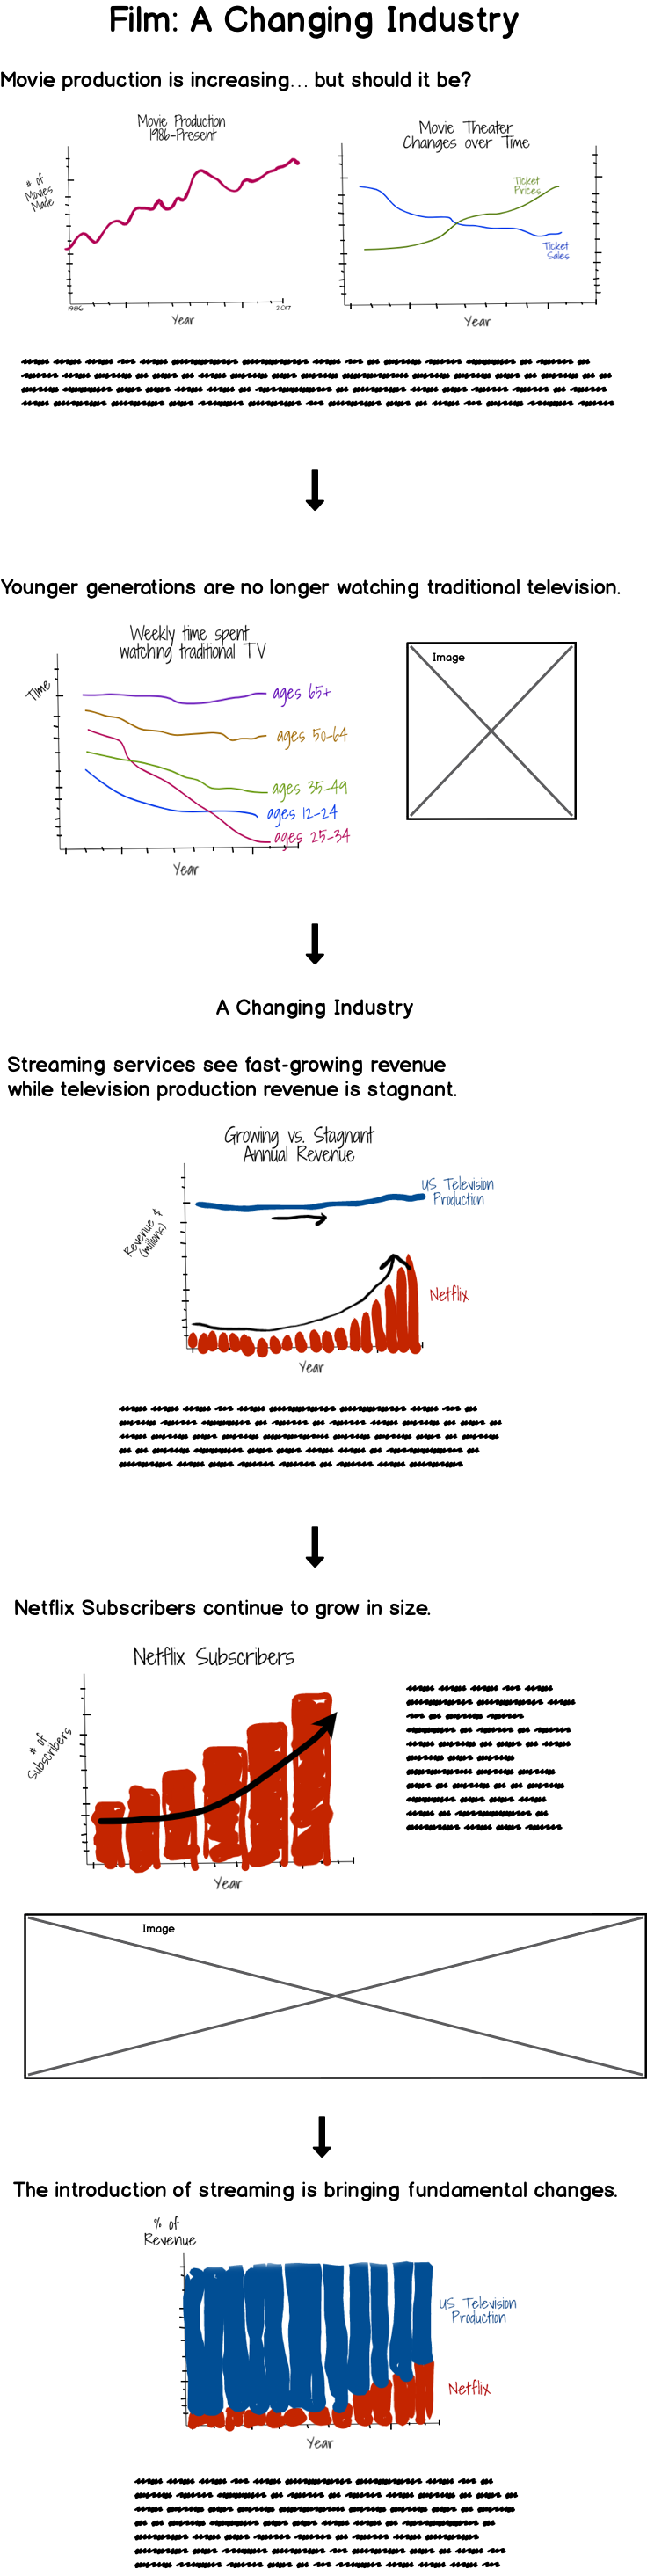 Film: A Changing Industry
Movie production is increasing... but should it be?
Movie Production
1986-Present
# of
Movies
Made
1986
2017
Year
Movie Theater
Changes over Time
Ticket
Prices
Ticket
Sales
Year
Younger generations are no longer watching traditional television.
Weekly time spent
watching traditional TV
Time
ages 65+
ages 50-64
ages 35-49
ages 12-24
ages 25-34
Year
Image
A Changing Industry
Streaming services see fast-growing revenue
while television production revenue is stagnant.
Growing vs. Stagnant
Annual Revenue
Revenue $
(millions)
US Television
Production
Netflix
Year
Netflix Subscribers continue to grow in size.
Netflix Subscribers
# of
Subscribers
Year
Image
The introduction of streaming is bringing fundamental changes.
% of
Revenue
US Television
Production
Netflix
Year